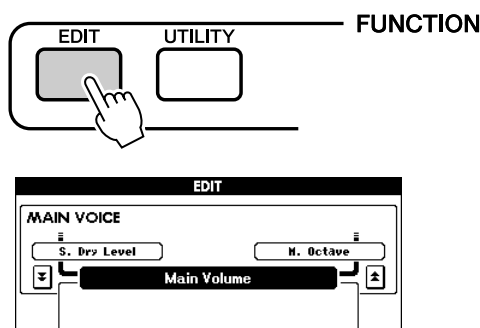 FUNCTION
EDIT UTILITY
EDIT
MAIN VOICE
S. Dry Level M. Octave
Main Volume